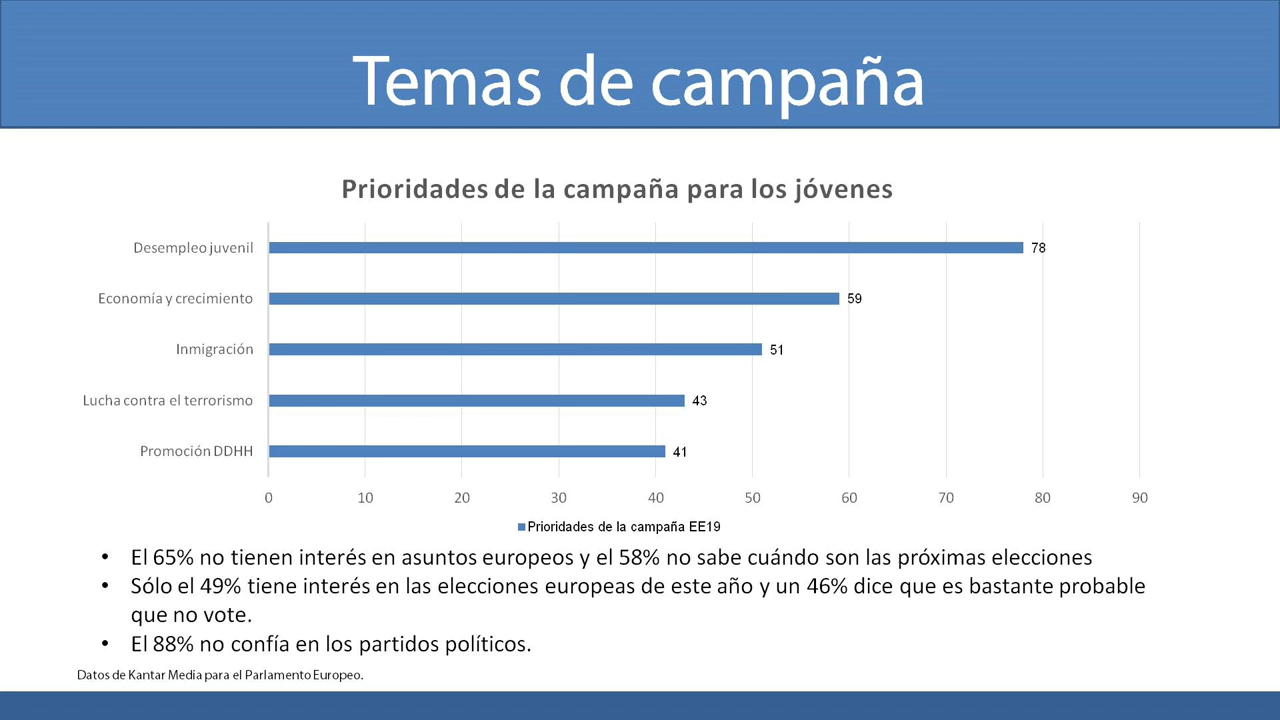 Temas de campaña
Prioridades de la campaña para los jóvenes
Desempleo juvenil 78
Economía y crecimiento 59
Inmigración 51
Lucha contra el terrorismo 43
Promoción DDHH 41
0 10 20 30 40 50 60 70 80 90
Prioridades de la campaña EE19
• El 65% no tienen interés en asuntos europeos y el 58% no sabe cuándo son las próximas elecciones
• Sólo el 49% tiene interés en las elecciones europeas de este año y un 46% dice que es bastante probable
que no vote.
• El 88% no confía en los partidos políticos.
Datos de Kantar Media para el Parlamento Europeo.